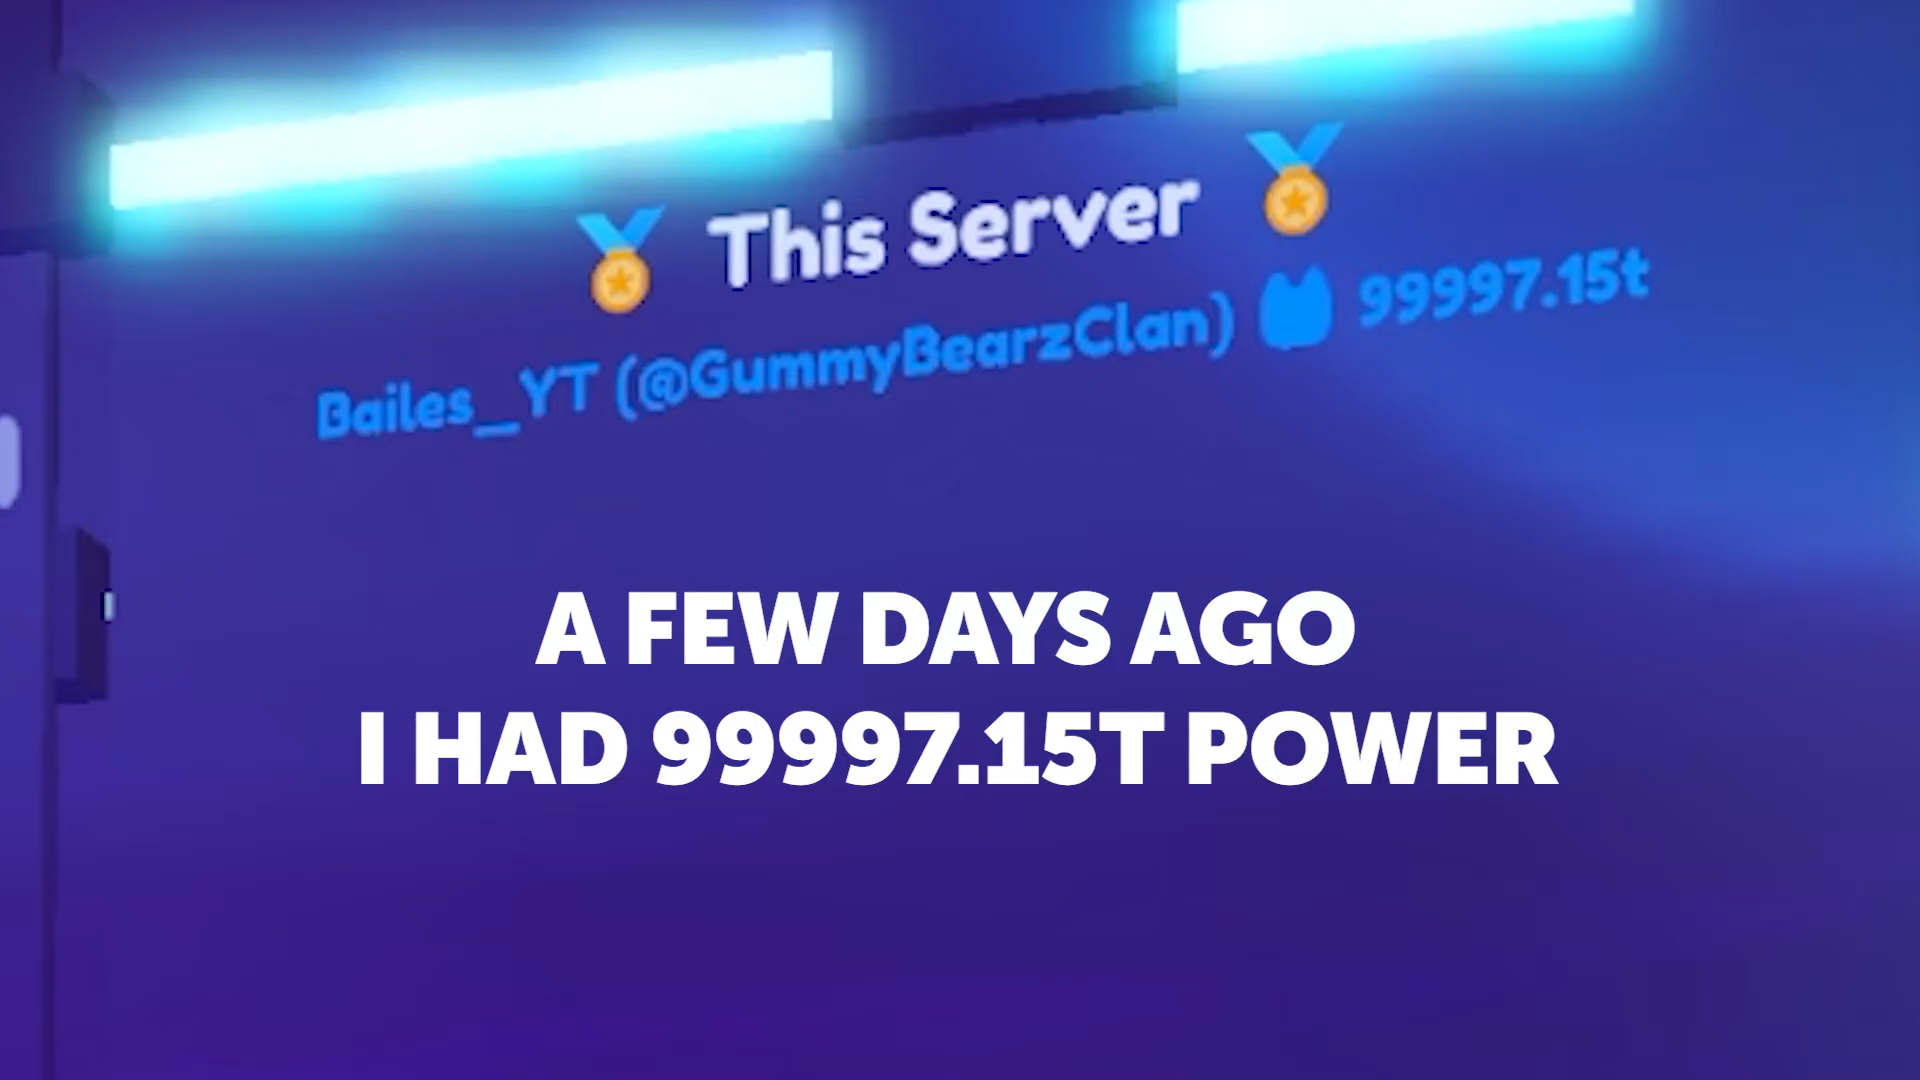 🏅 This Server 🏅
Bailes_YT (@GummyBearzClan) 99997.15t
A FEW DAYS AGO
I HAD 99997.15T POWER